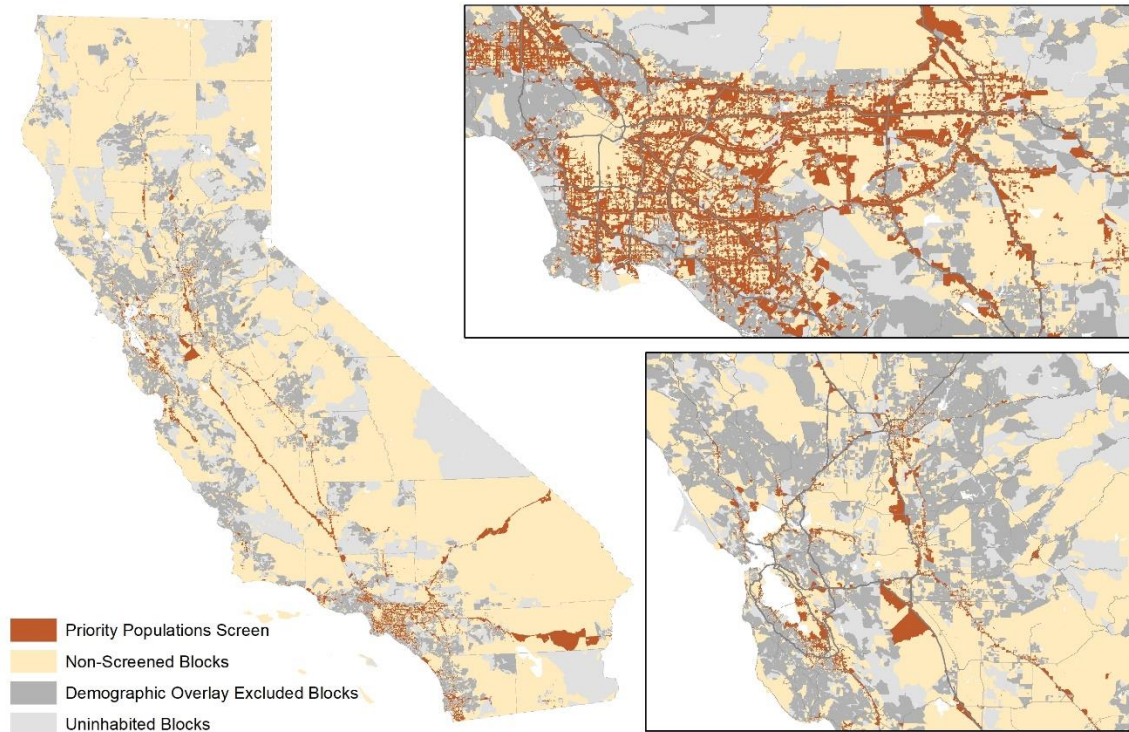 Priority Populations Screen
Non-Screened Blocks
Demographic Overlay Excluded Blocks
Uninhabited Blocks